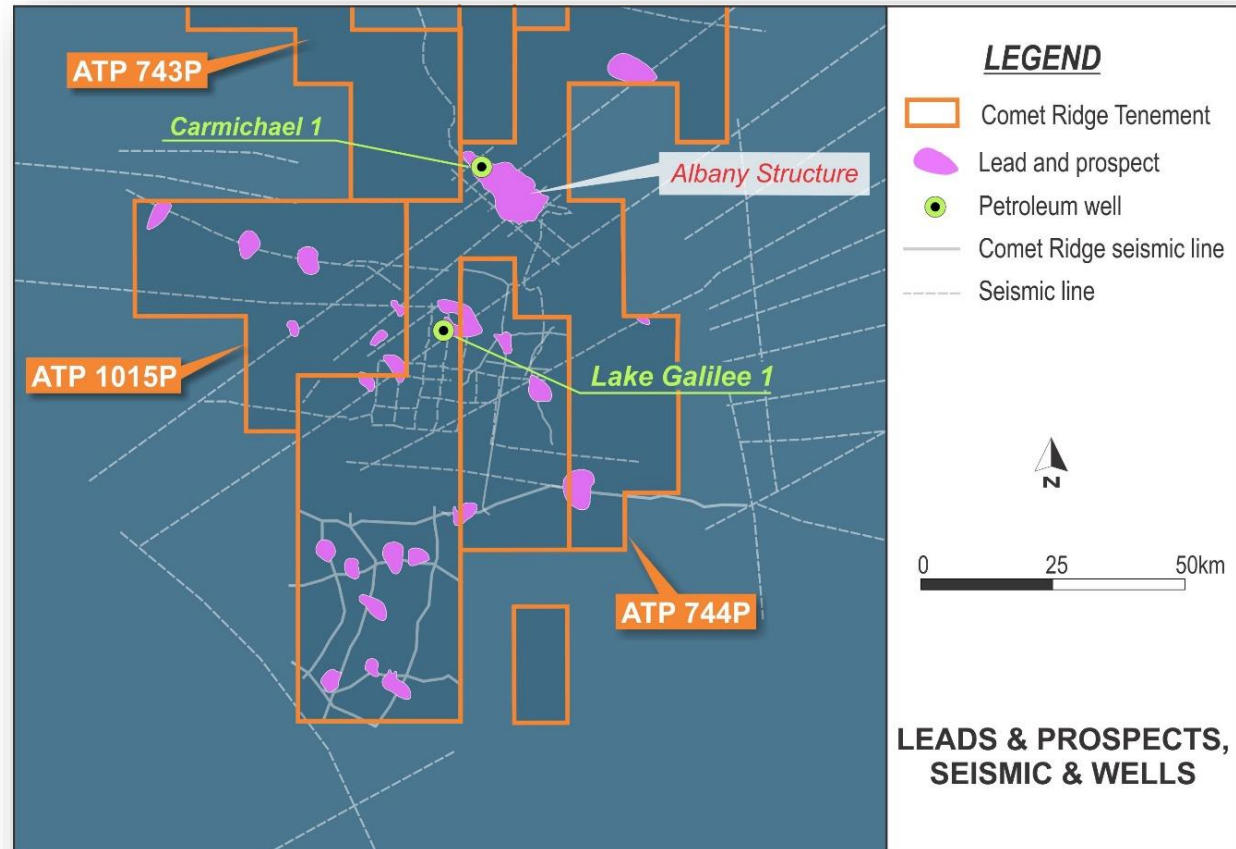 ATP 743P
Carmichael 1
Albany Structure
ATP 1015P
Lake Galilee 1
ATP 744P
LEGEND
Comet Ridge Tenement
Lead and prospect
Petroleum well
Comet Ridge seismic line
Seismic line
N
0 25 50km
LEADS & PROSPECTS,
SEISMIC & WELLS